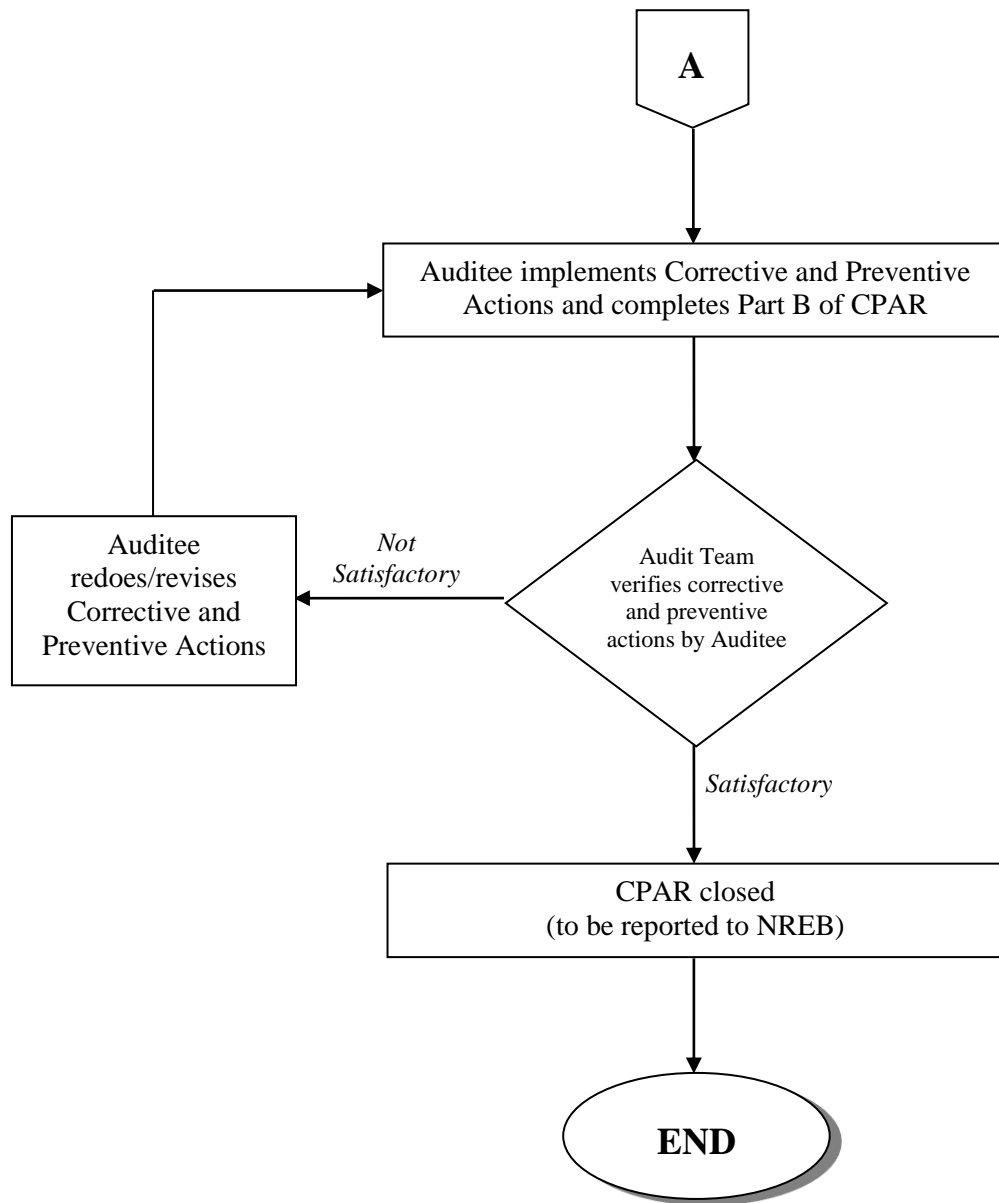 A
Auditee implements Corrective and Preventive
Actions and completes Part B of CPAR
Auditee
redoes/revises
Corrective and
Preventive Actions
Not
Satisfactory
Audit Team
verifies corrective
and preventive
actions by Auditee
Satisfactory
CPAR closed
(to be reported to NREB)
END